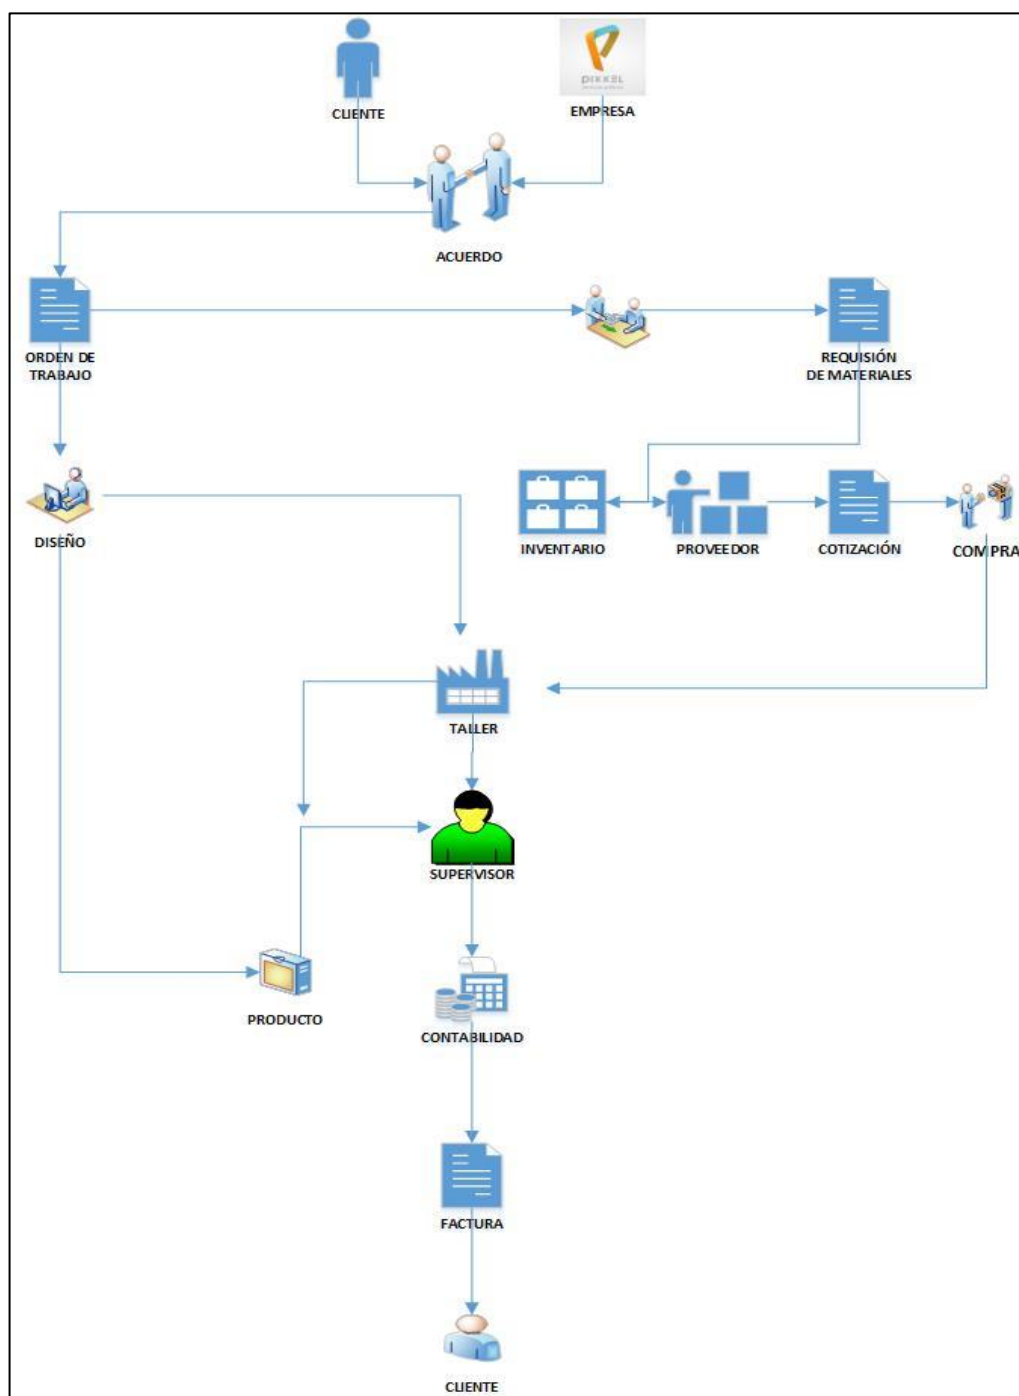 PIXXEL
CLIENTE
EMPRESA
ACUERDO
ORDEN DE
TRABAJO
REQUISIÓN
DE MATERIALES
DISEÑO
INVENTARIO
PROVEEDOR
COTIZACIÓN
COMPRA
TALLER
SUPERVISOR
PRODUCTO
CONTABILIDAD
FACTURA
CLIENTE